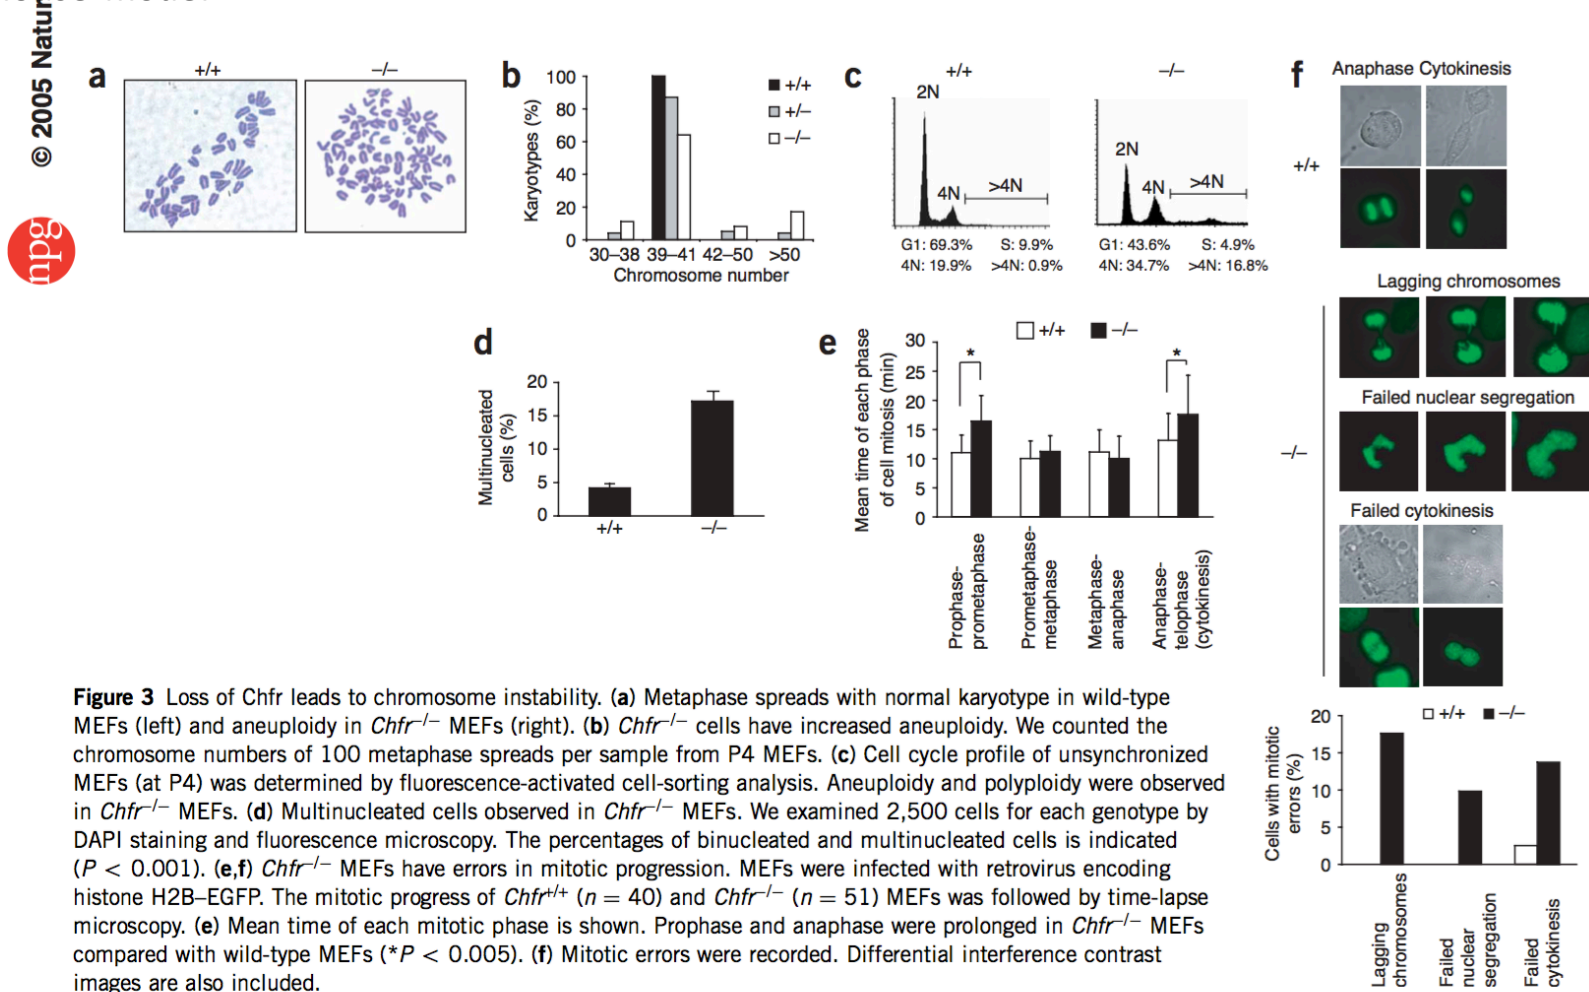 © 2005 Natur
npg
a
+/+
–/–
b
Karyotypes (%)
100
80
60
40
20
0
+/+
+/–
–/–
30–38 39–41 42–50 >50
Chromosome number
c
+/+
2N
4N
>4N
G1: 69.3% S: 9.9%
4N: 19.9% >4N: 0.9%
–/–
2N
4N
>4N
G1: 43.6% S: 4.9%
4N: 34.7% >4N: 16.8%
d
Multinucleated
cells (%)
20
15
10
5
0
+/+ –/–
e
Mean time of each phase
of cell mitosis (min)
+/+ –/–
30
25
20
15
10
5
0
* *
Prophase-
prometaphase
Prometaphase-
metaphase
Metaphase-
anaphase
Anaphase-
telophase
(cytokinesis)
f
Anaphase Cytokinesis
+/+
Lagging chromosomes
Failed nuclear segregation
–/–
Failed cytokinesis
Cells with mitotic
errors (%)
+/+ –/–
20
15
10
5
0
Lagging
chromosomes
Failed
nuclear
segregation
Failed
cytokinesis
Figure 3 Loss of Chfr leads to chromosome instability. (a) Metaphase spreads with normal karyotype in wild-type
MEFs (left) and aneuploidy in Chfr–/– MEFs (right). (b) Chfr–/– cells have increased aneuploidy. We counted the
chromosome numbers of 100 metaphase spreads per sample from P4 MEFs. (c) Cell cycle profile of unsynchronized
MEFs (at P4) was determined by fluorescence-activated cell-sorting analysis. Aneuploidy and polyploidy were observed
in Chfr–/– MEFs. (d) Multinucleated cells observed in Chfr–/– MEFs. We examined 2,500 cells for each genotype by
DAPI staining and fluorescence microscopy. The percentages of binucleated and multinucleated cells is indicated
(P < 0.001). (e,f) Chfr–/– MEFs have errors in mitotic progression. MEFs were infected with retrovirus encoding
histone H2B–EGFP. The mitotic progress of Chfr+/+ (n = 40) and Chfr–/– (n = 51) MEFs was followed by time-lapse
microscopy. (e) Mean time of each mitotic phase is shown. Prophase and anaphase were prolonged in Chfr–/– MEFs
compared with wild-type MEFs (*P < 0.005). (f) Mitotic errors were recorded. Differential interference contrast
images are also included.